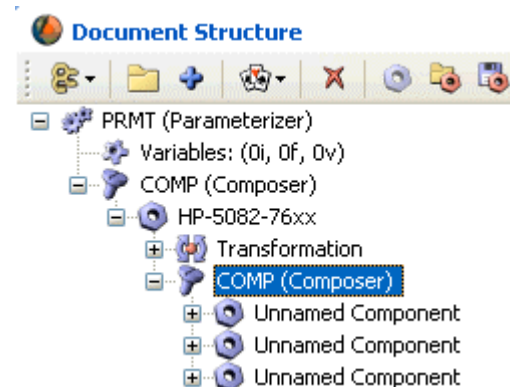 Document Structure
PRMT (Parameterizer)
Variables: (0i, 0f, 0v)
COMP (Composer)
HP-5082-76xx
Transformation
COMP (Composer)
Unnamed Component
Unnamed Component
Unnamed Component